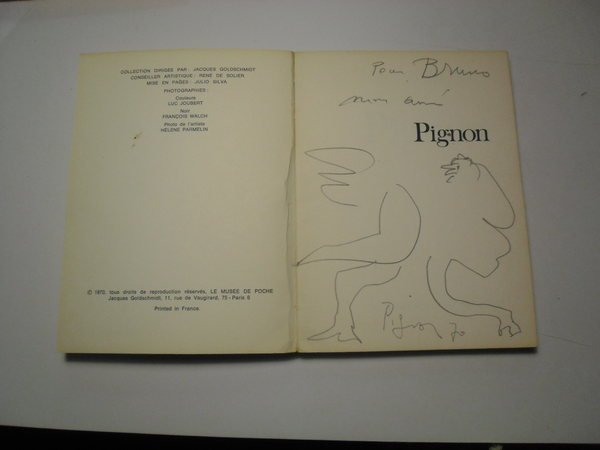 COLLECTION DIRIGÉE PAR : JACQUES GOLDSCHMIDT
CONSEILLER ARTISTIQUE : RENÉ DE SOLIER
MISE EN PAGES : JULIO SILVA
PHOTOGRAPHIES :
Couleurs
LUC JOUBERT
Noir
FRANÇOIS WALCH
Photo de l'artiste
HÉLÈNE PARMELIN
© 1970, tous droits de reproduction réservés, LE MUSÉE DE POCHE
Jacques Goldschmidt, 11, rue de Vaugirard, 75 - Paris 6
Printed in France.
Pour Bruno
mon ami
Pignon
Pignon 70